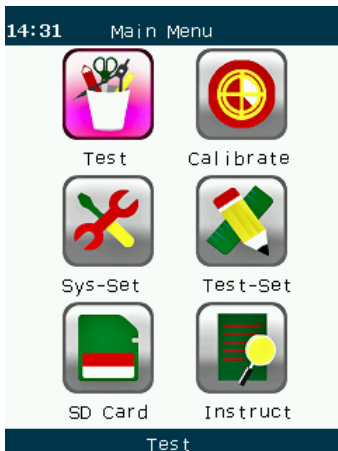 14:31 Main Menu
Test Calibrate
Sys-Set Test-Set
SD Card Instruct
Test